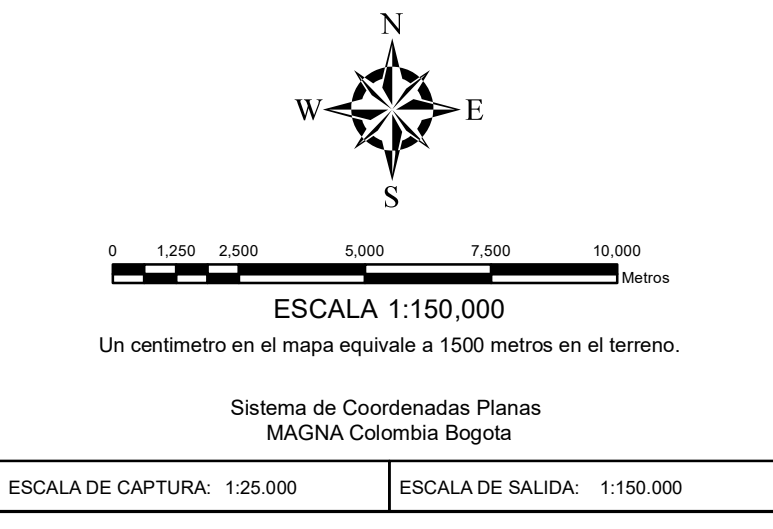 N
W E
S
0 1,250 2,500 5,000 7,500 10,000
Metros
ESCALA 1:150,000
Un centimetro en el mapa equivale a 1500 metros en el terreno.
Sistema de Coordenadas Planas
MAGNA Colombia Bogota
ESCALA DE CAPTURA: 1:25.000 ESCALA DE SALIDA: 1:150.000